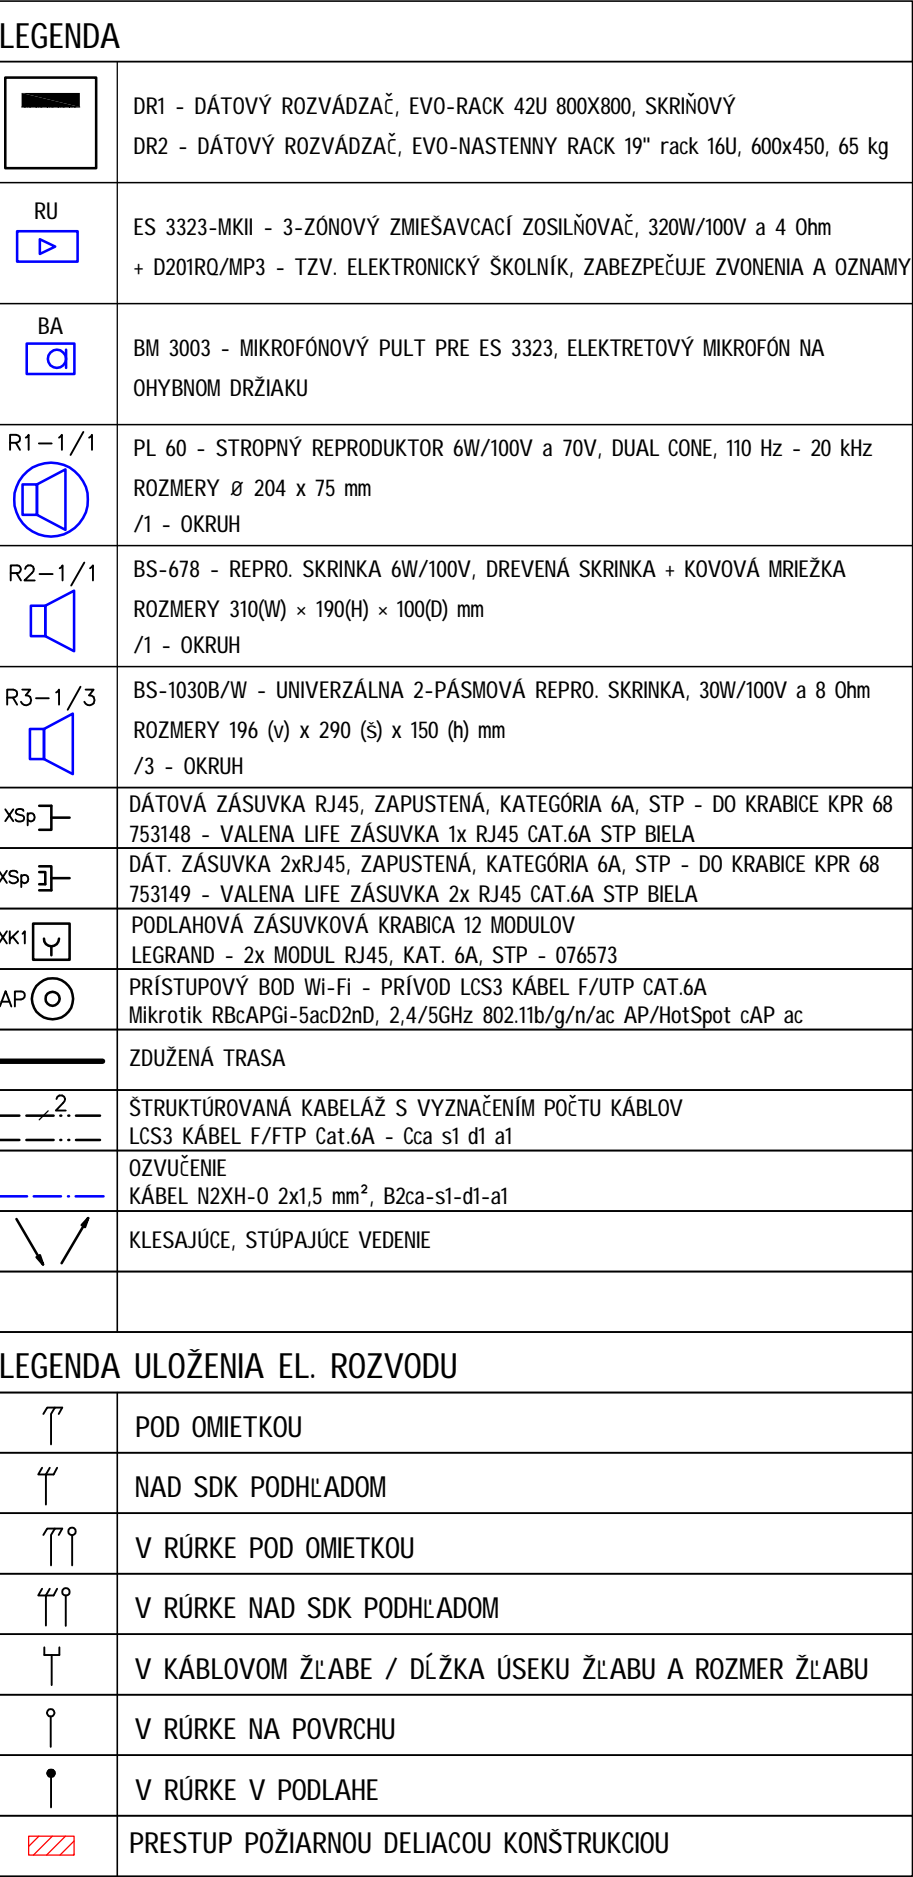 LEGENDA
DR1 - DÁTOVÝ ROZVÁDZAČ, EVO-RACK 42U 800X800, SKRIŇOVÝ
DR2 - DÁTOVÝ ROZVÁDZAČ, EVO-NASTENNY RACK 19" rack 16U, 600x450, 65 kg
RU
ES 3323-MKII - 3-ZÓNOVÝ ZMIEŠAVCACÍ ZOSILŇOVAČ, 320W/100V a 4 Ohm
+ D201RQ/MP3 - TZV. ELEKTRONICKÝ ŠKOLNÍK, ZABEZPEČUJE ZVONENIA A OZNAMY
BA
BM 3003 - MIKROFÓNOVÝ PULT PRE ES 3323, ELEKTRETOVÝ MIKROFÓN NA
OHYBNOM DRŽIAKU
R1-1/1
PL 60 - STROPNÝ REPRODUKTOR 6W/100V a 70V, DUAL CONE, 110 Hz - 20 kHz
ROZMERY Ø 204 x 75 mm
/1 - OKRUH
R2-1/1
BS-678 - REPRO. SKRINKA 6W/100V, DREVENÁ SKRINKA + KOVOVÁ MRIEŽKA
ROZMERY 310(W) × 190(H) × 100(D) mm
/1 - OKRUH
R3-1/3
BS-1030B/W - UNIVERZÁLNA 2-PÁSMOVÁ REPRO. SKRINKA, 30W/100V a 8 Ohm
ROZMERY 196 (v) x 290 (š) x 150 (h) mm
/3 - OKRUH
XSp
DÁTOVÁ ZÁSUVKA RJ45, ZAPUSTENÁ, KATEGÓRIA 6A, STP - DO KRABICE KPR 68
753148 - VALENA LIFE ZÁSUVKA 1x RJ45 CAT.6A STP BIELA
XSp
DÁT. ZÁSUVKA 2xRJ45, ZAPUSTENÁ, KATEGÓRIA 6A, STP - DO KRABICE KPR 68
753149 - VALENA LIFE ZÁSUVKA 2x RJ45 CAT.6A STP BIELA
XK1
PODLAHOVÁ ZÁSUVKOVÁ KRABICA 12 MODULOV
LEGRAND - 2x MODUL RJ45, KAT. 6A, STP - 076573
AP
PRÍSTUPOVÝ BOD Wi-Fi - PRÍVOD LCS3 KÁBEL F/UTP CAT.6A
Mikrotik RBcAPGi-5acD2nD, 2,4/5GHz 802.11b/g/n/ac AP/HotSpot cAP ac
ZDUŽENÁ TRASA
2
ŠTRUKTÚROVANÁ KABELÁŽ S VYZNAČENÍM POČTU KÁBLOV
LCS3 KÁBEL F/FTP Cat.6A - Cca s1 d1 a1
OZVUČENIE
KÁBEL N2XH-O 2x1,5 mm², B2ca-s1-d1-a1
KLESAJÚCE, STÚPAJÚCE VEDENIE
LEGENDA ULOŽENIA EL. ROZVODU
POD OMIETKOU
NAD SDK PODHĽADOM
V RÚRKE POD OMIETKOU
V RÚRKE NAD SDK PODHĽADOM
V KÁBLOVOM ŽĽABE / DĹŽKA ÚSEKU ŽĽABU A ROZMER ŽĽABU
V RÚRKE NA POVRCHU
V RÚRKE V PODLAHE
PRESTUP POŽIARNOU DELIACOU KONŠTRUKCIOU